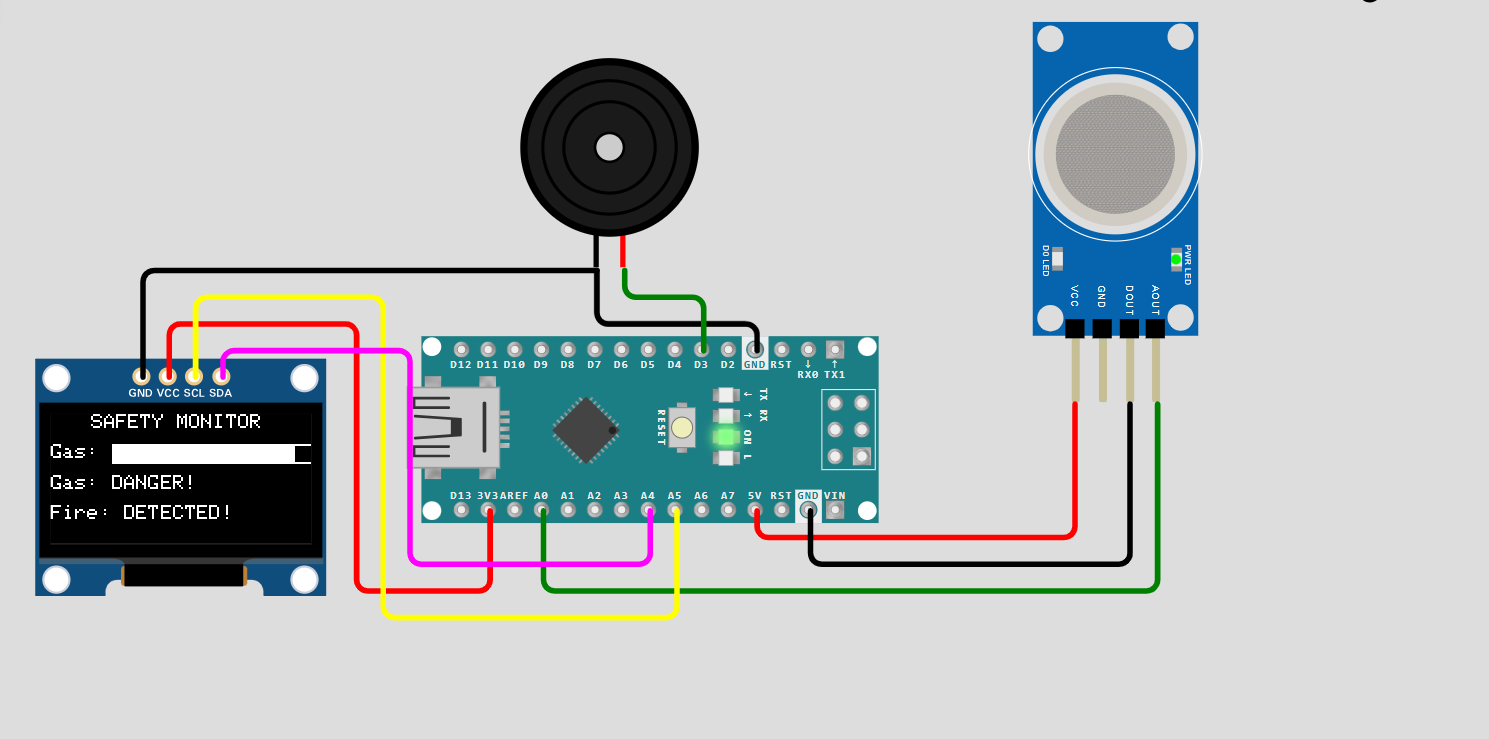 DO LED
PWR LED
VCC
GND
DOUT
AOUT
D12 D11 D10 D9 D8 D7 D6 D5 D4 D3 D2 GND RST ↓ ↑
RX0 TX1
GND VCC SCL SDA
SAFETY MONITOR
Gas:
Gas: DANGER!
Fire: DETECTED!
RESET
← TX
→ RX
ON
L
D13 3V3 AREF A0 A1 A2 A3 A4 A5 A6 A7 5V RST GND VIN